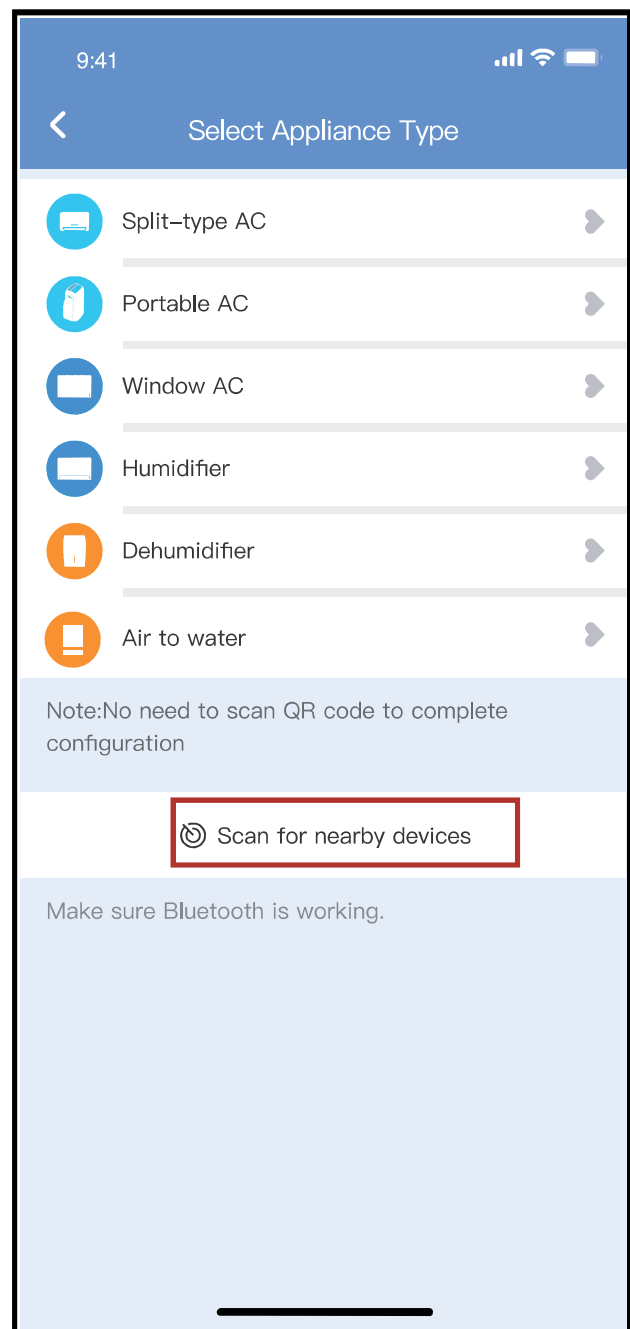 9:41
Select Appliance Type
Split-type AC
Portable AC
Window AC
Humidifier
Dehumidifier
Air to water
Note:No need to scan QR code to complete
configuration
Scan for nearby devices
Make sure Bluetooth is working.